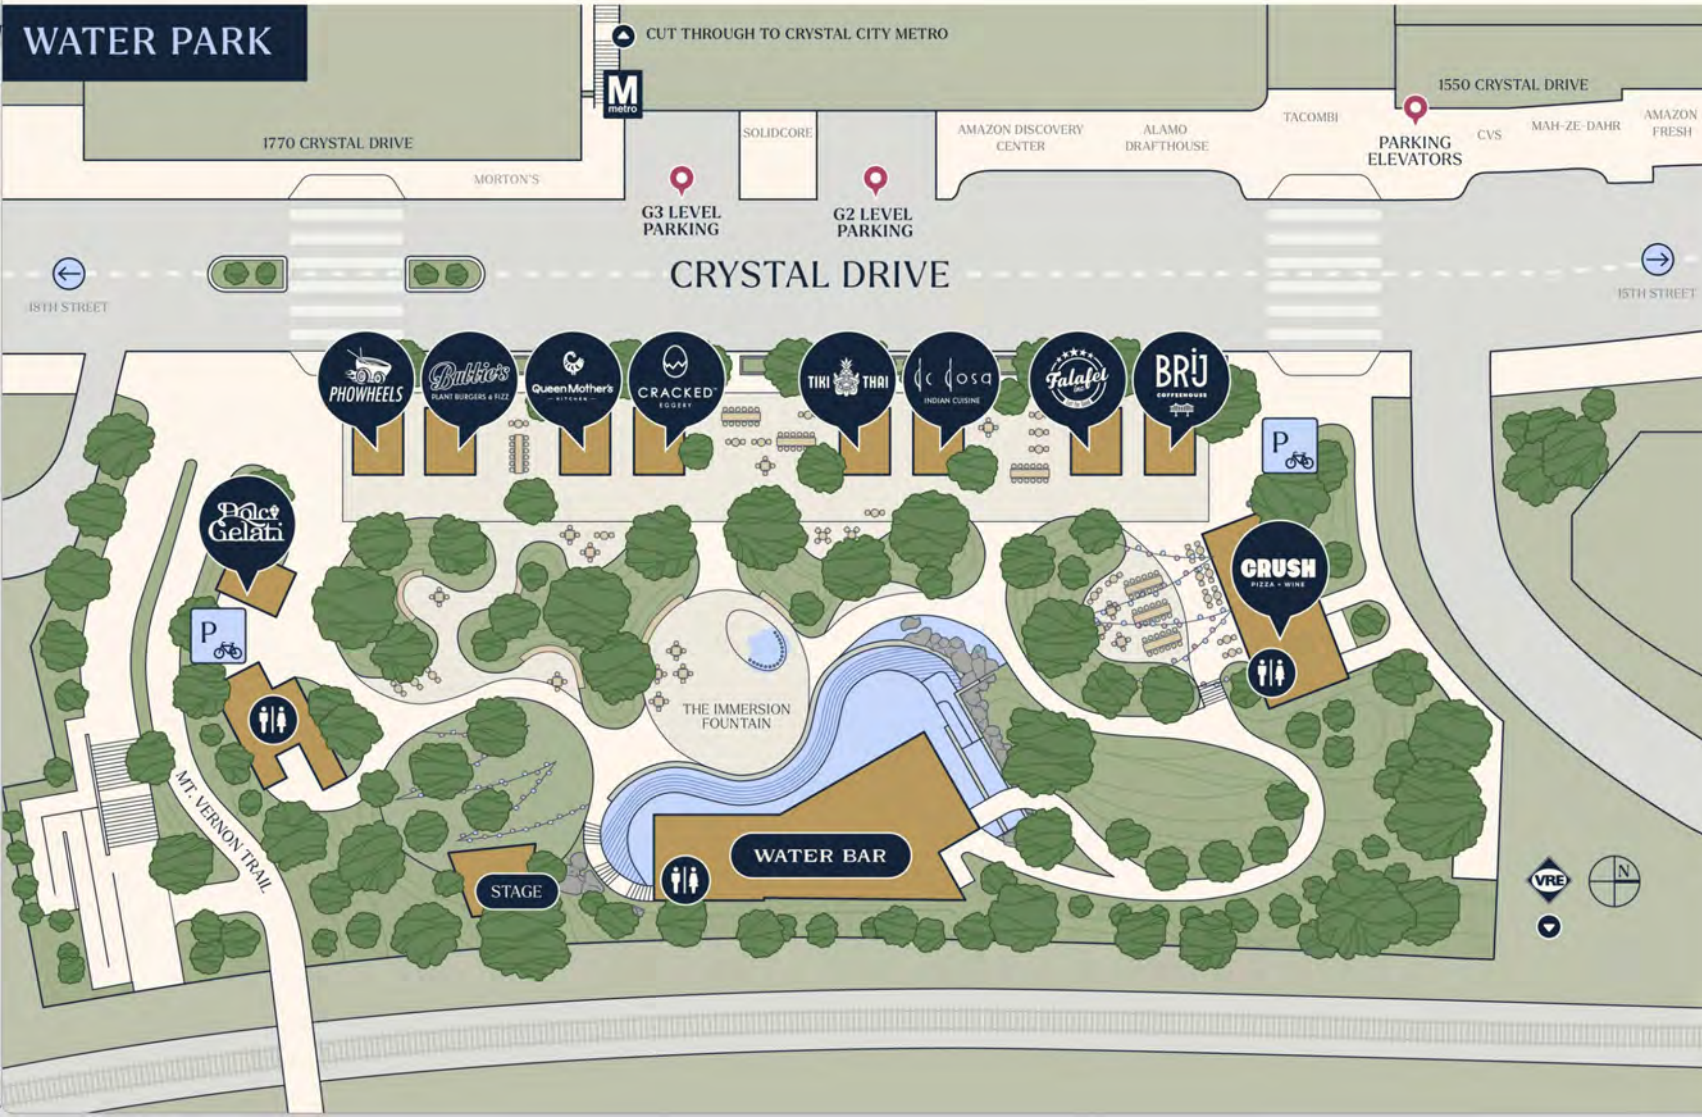 WATER PARK
CUT THROUGH TO CRYSTAL CITY METRO
M
metro
1770 CRYSTAL DRIVE
MORTON'S
SOLIDCORE
AMAZON DISCOVERY
CENTER
ALAMO
DRAFTHOUSE
TACOMBI
1550 CRYSTAL DRIVE
PARKING
ELEVATORS
CVS
MAH-ZE-DAHR
AMAZON
FRESH
G3 LEVEL
PARKING
G2 LEVEL
PARKING
CRYSTAL DRIVE
18TH STREET
15TH STREET
PHOWHEELS
Bubbie's
PLANT BURGERS & FIZZ
Queen Mother's
KITCHEN
CRACKED
EGGERY
TIKI THAI
dc dosa
INDIAN CUISINE
Falafel
BRIJ
COFFEEHOUSE
P
Dolci
Gelati
CRUSH
PIZZA + WINE
P
THE IMMERSION
FOUNTAIN
MT. VERNON TRAIL
WATER BAR
STAGE
VRE
N